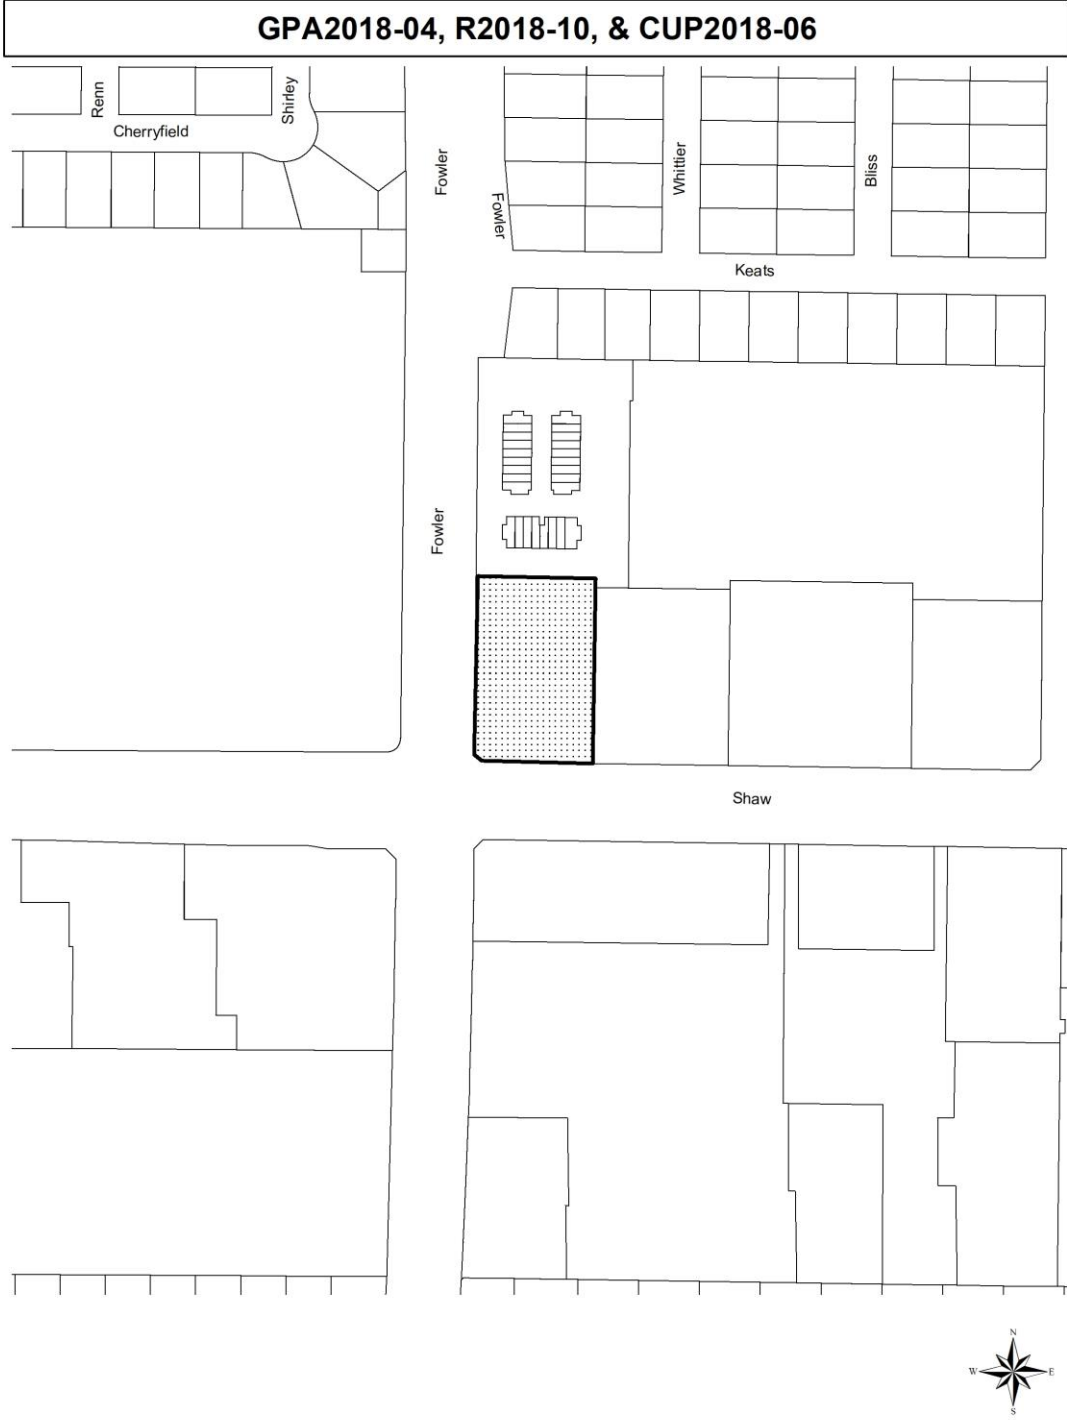 GPA2018-04, R2018-10, & CUP2018-06
Renn
Shirley
Cherryfield
Fowler
Whittier
Bliss
Fowler
Keats
Fowler
Shaw
N
W
E
S